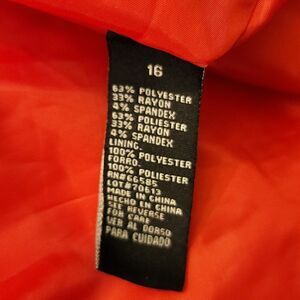 16
63% POLYESTER
33% RAYON
4% SPANDEX
63% POLIESTER
33% RAYON
4% SPANDEX
LINING.
100% POLYESTER
FORRO.
100% POLIESTER
RN#66585
LOT#70613
MADE IN CHINA
HECHO EN CHINA
SEE REVERSE
FOR CARE
VER AL DORSO
PARA CUIDADO